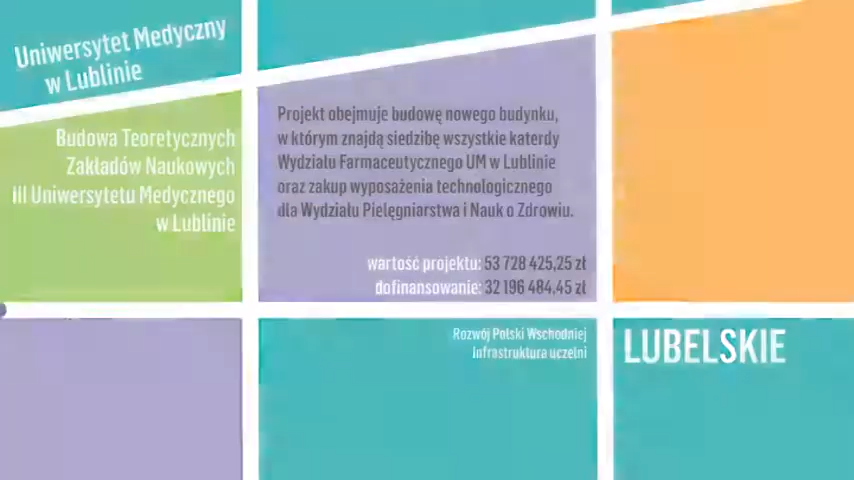 Uniwersytet Medyczny
w Lublinie
Budowa Teoretycznych
Zakładów Naukowych
III Uniwersytetu Medycznego
w Lublinie
Projekt obejmuje budowę nowego budynku,
w którym znajdą siedzibę wszystkie katerdy
Wydziału Farmaceutycznego UM w Lublinie
oraz zakup wyposażenia technologicznego
dla Wydziału Pielęgniarstwa i Nauk o Zdrowiu.
wartość projektu: 53 728 425,25 zł
dofinansowanie: 32 196 484,45 zł
Rozwój Polski Wschodniej
Infrastruktura uczelni
LUBELSKIE